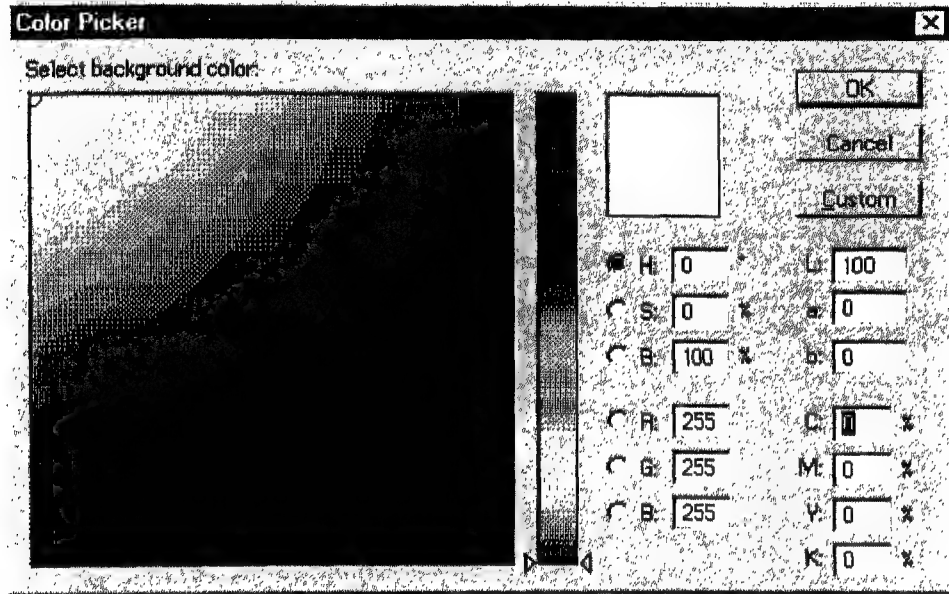 Color Picker
Select background color:
OK
Cancel
Custom
H: 0 °
L: 100
S: 0 %
a: 0
B: 100 %
b: 0
R: 255
C: 0 %
G: 255
M: 0 %
B: 255
Y: 0 %
K: 0 %